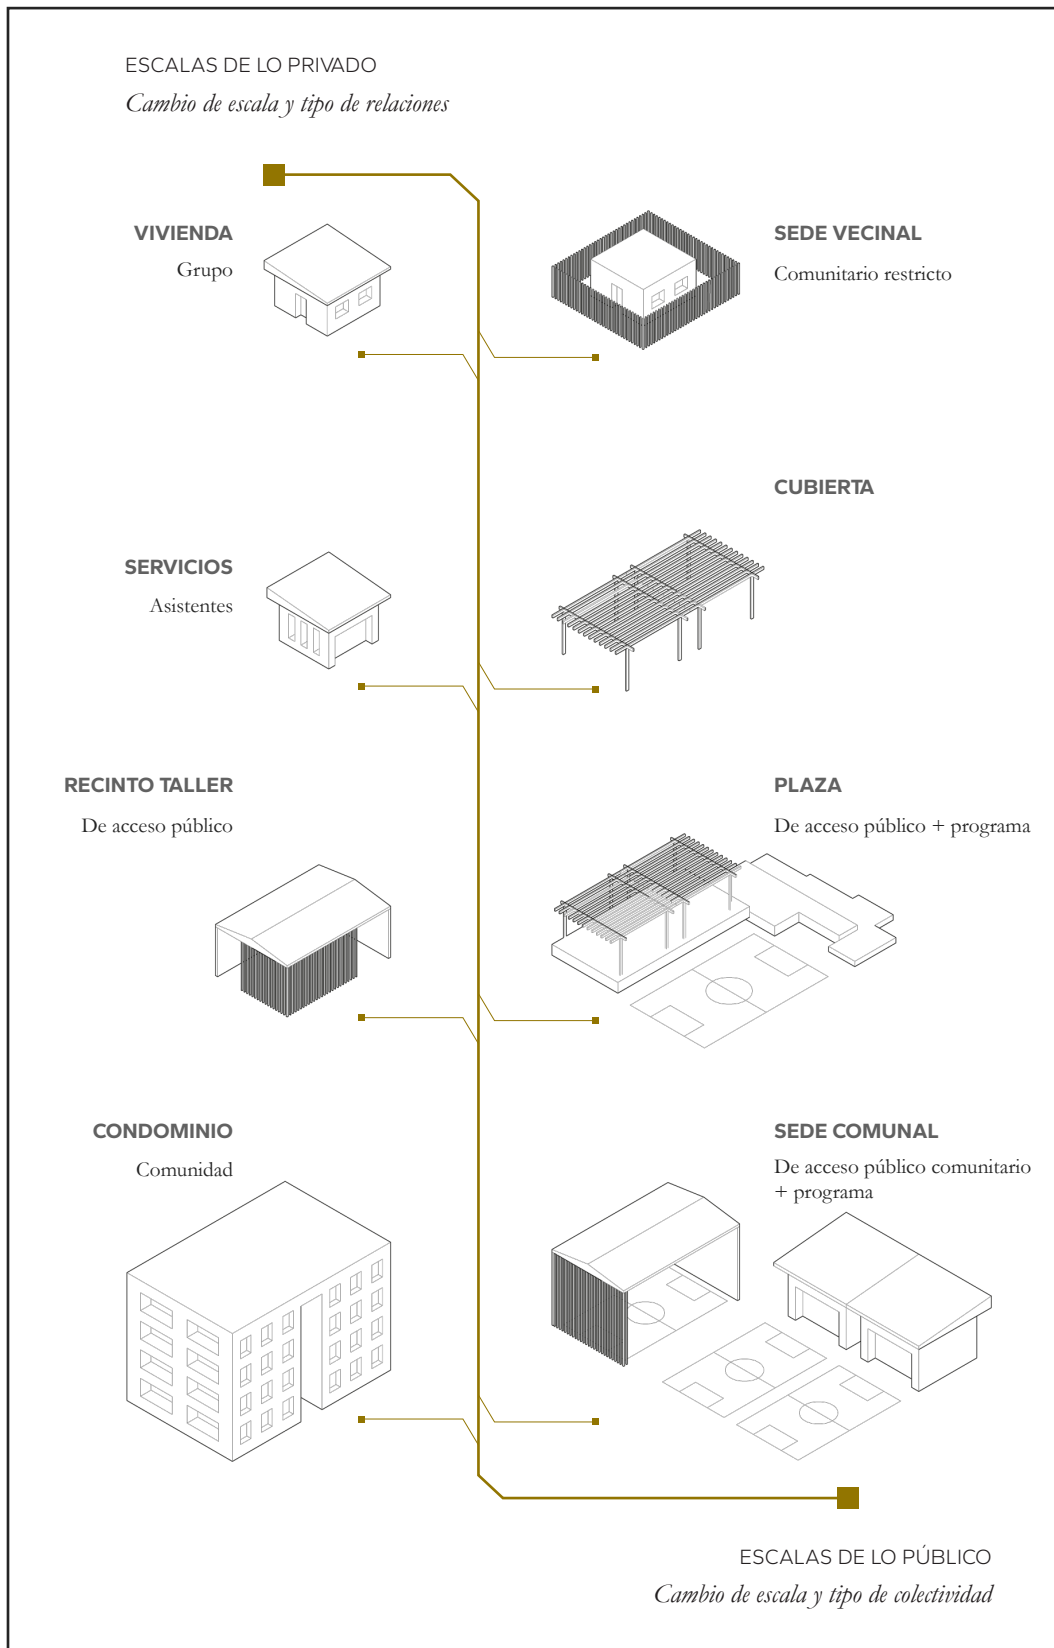 ESCALAS DE LO PRIVADO
Cambio de escala y tipo de relaciones
VIVIENDA
Grupo
SEDE VECINAL
Comunitario restricto
CUBIERTA
SERVICIOS
Asistentes
RECINTO TALLER
De acceso público
PLAZA
De acceso público + programa
CONDOMINIO
Comunidad
SEDE COMUNAL
De acceso público comunitario
+ programa
ESCALAS DE LO PÚBLICO
Cambio de escala y tipo de colectividad